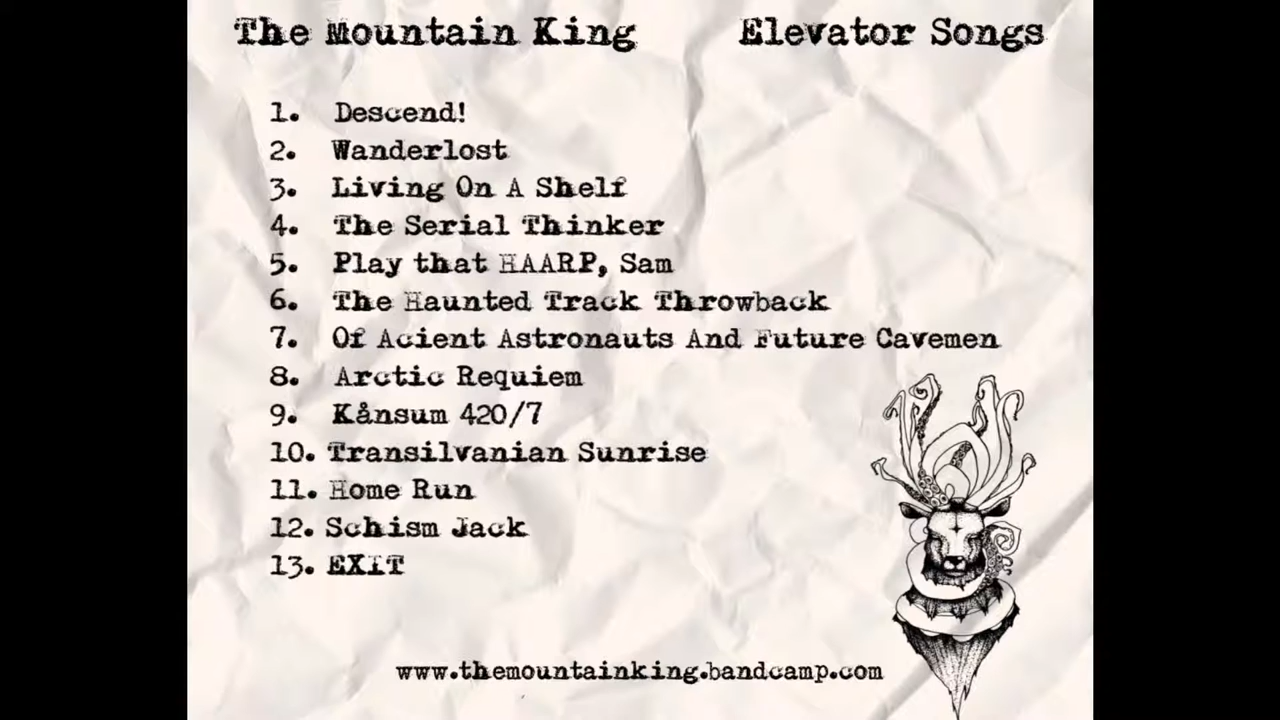 The Mountain King Elevator Songs
1. Descend!
2. Wanderlost
3. Living On A Shelf
4. The Serial Thinker
5. Play that HAARP, Sam
6. The Haunted Track Throwback
7. Of Acient Astronauts And Future Cavemen
8. Arctic Requiem
9. Kånsum 420/7
10. Transilvanian Sunrise
11. Home Run
12. Schism Jack
13. EXIT
www.themountainking.bandcamp.com